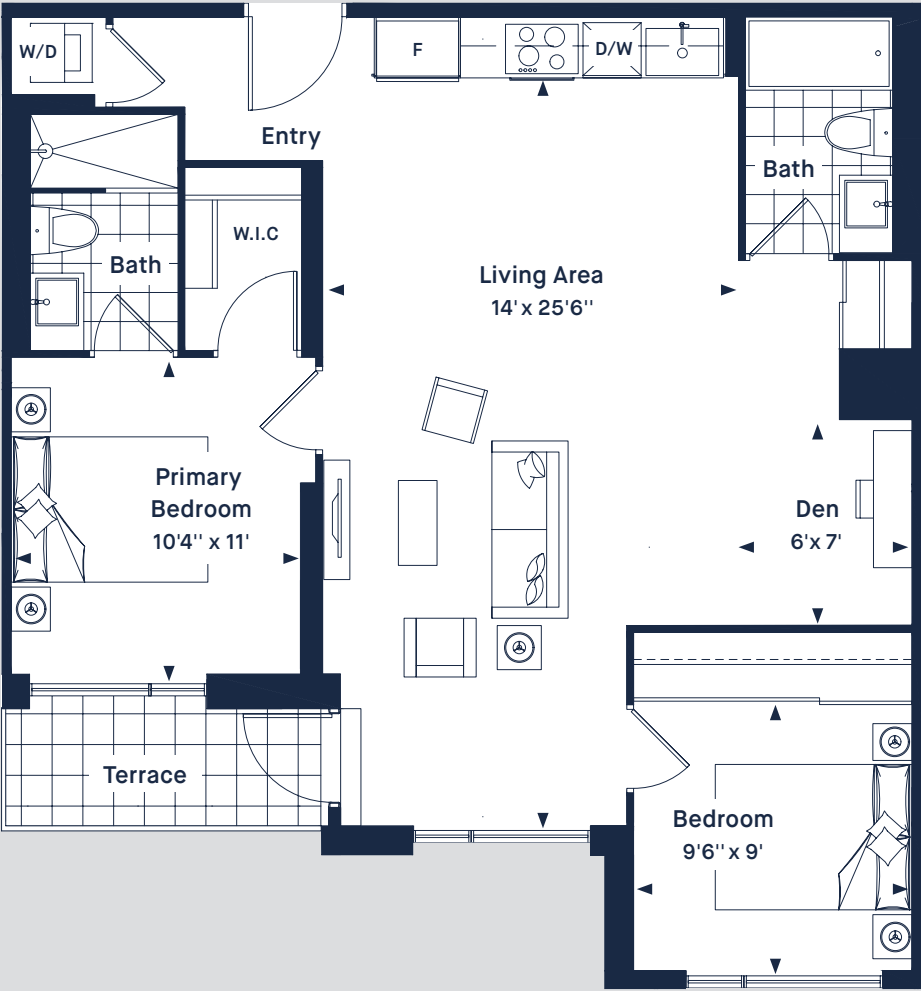 W/D
F
D/W
Entry
Bath
W.I.C
Bath
Living Area
14' x 25'6''
Primary
Bedroom
10'4'' x 11'
Den
6'x 7'
Terrace
Bedroom
9'6'' x 9'